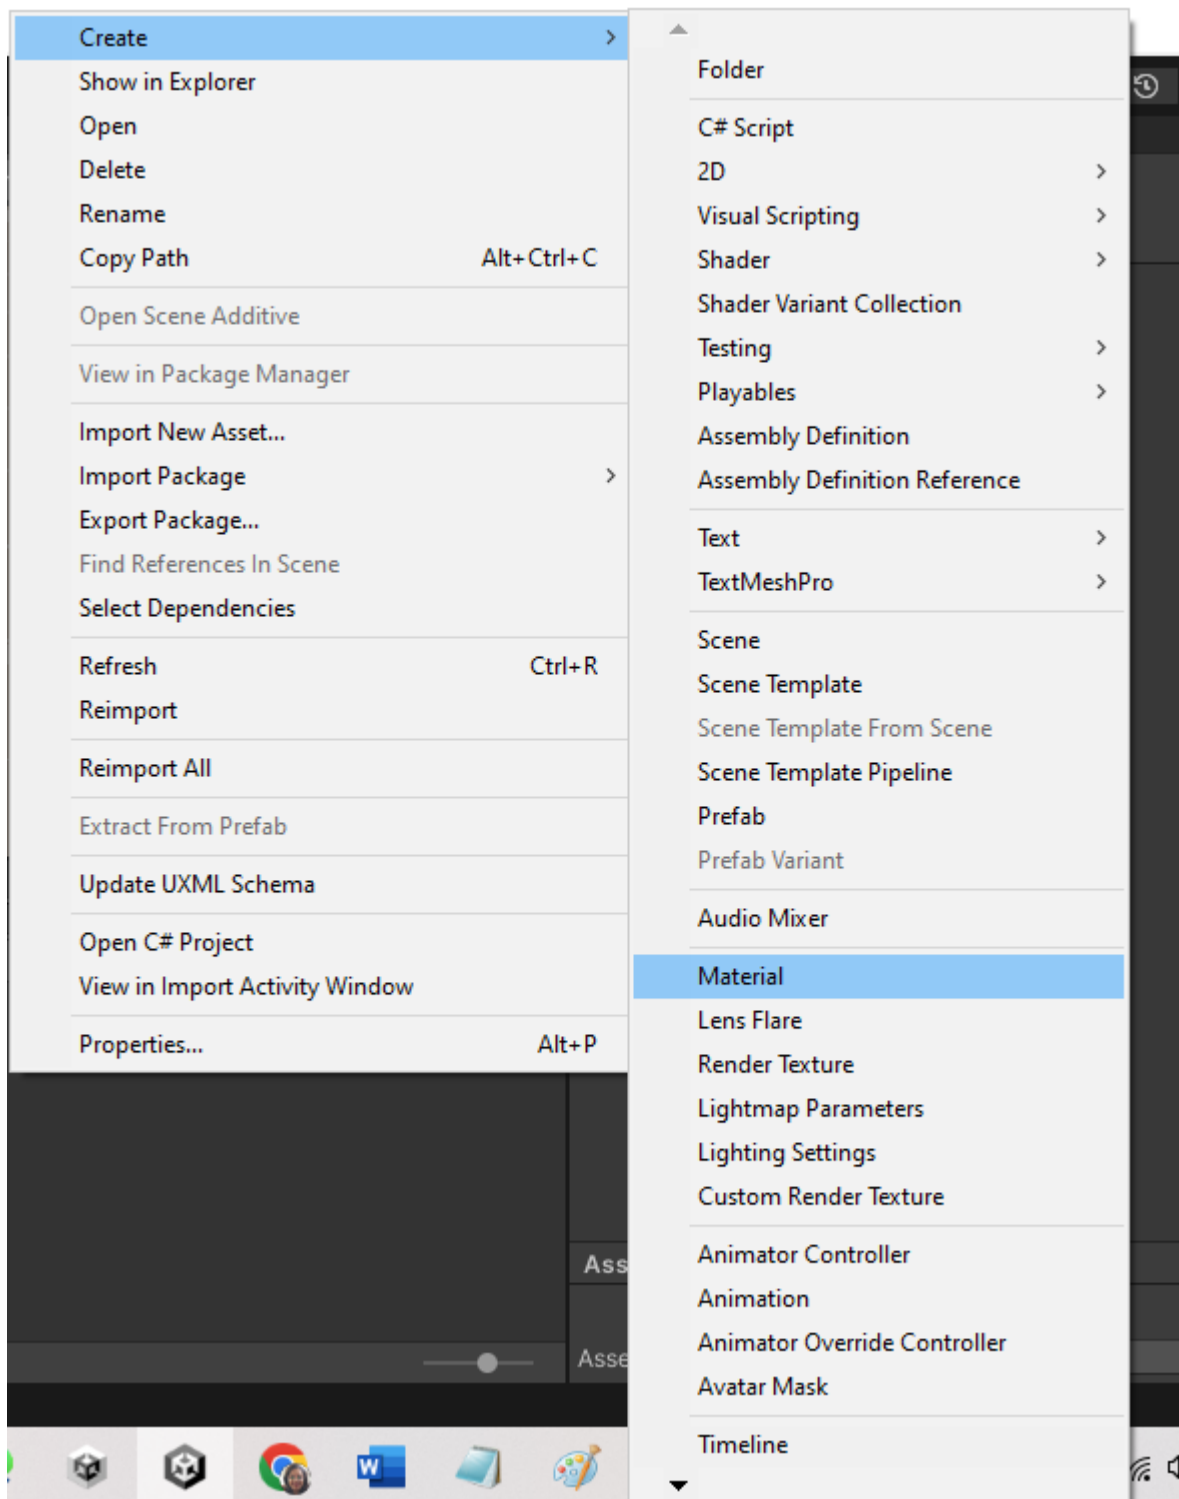 Create
Show in Explorer
Open
Delete
Rename
Copy Path Alt+Ctrl+C
Open Scene Additive
View in Package Manager
Import New Asset...
Import Package
Export Package...
Find References In Scene
Select Dependencies
Refresh Ctrl+R
Reimport
Reimport All
Extract From Prefab
Update UXML Schema
Open C# Project
View in Import Activity Window
Properties... Alt+P
Folder
C# Script
2D
Visual Scripting
Shader
Shader Variant Collection
Testing
Playables
Assembly Definition
Assembly Definition Reference
Text
TextMeshPro
Scene
Scene Template
Scene Template From Scene
Scene Template Pipeline
Prefab
Prefab Variant
Audio Mixer
Material
Lens Flare
Render Texture
Lightmap Parameters
Lighting Settings
Custom Render Texture
Animator Controller
Animation
Animator Override Controller
Avatar Mask
Timeline
Ass
Asse
W